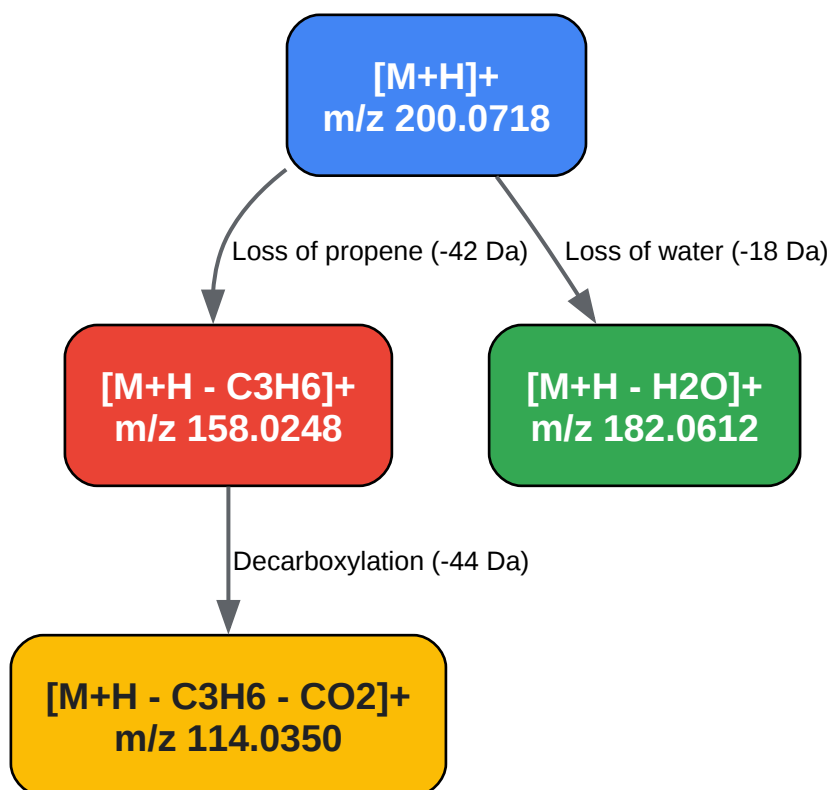 [M+H]+
m/z 200.0718
Loss of propene (-42 Da)
Loss of water (-18 Da)
[M+H - C3H6]+
m/z 158.0248
[M+H - H2O]+
m/z 182.0612
Decarboxylation (-44 Da)
[M+H - C3H6 - CO2]+
m/z 114.0350